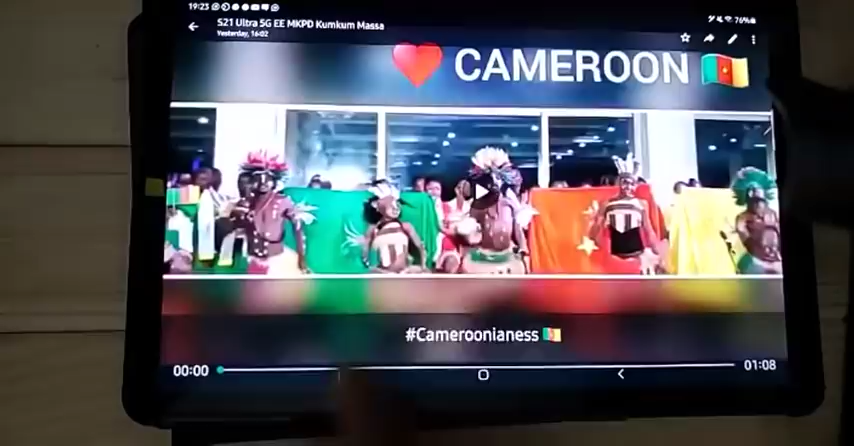 19:23
76%
S21 Ultra 5G EE MKPD Kumkum Massa
Yesterday, 16:02
CAMEROON
#Cameroonianess
00:00
01:08